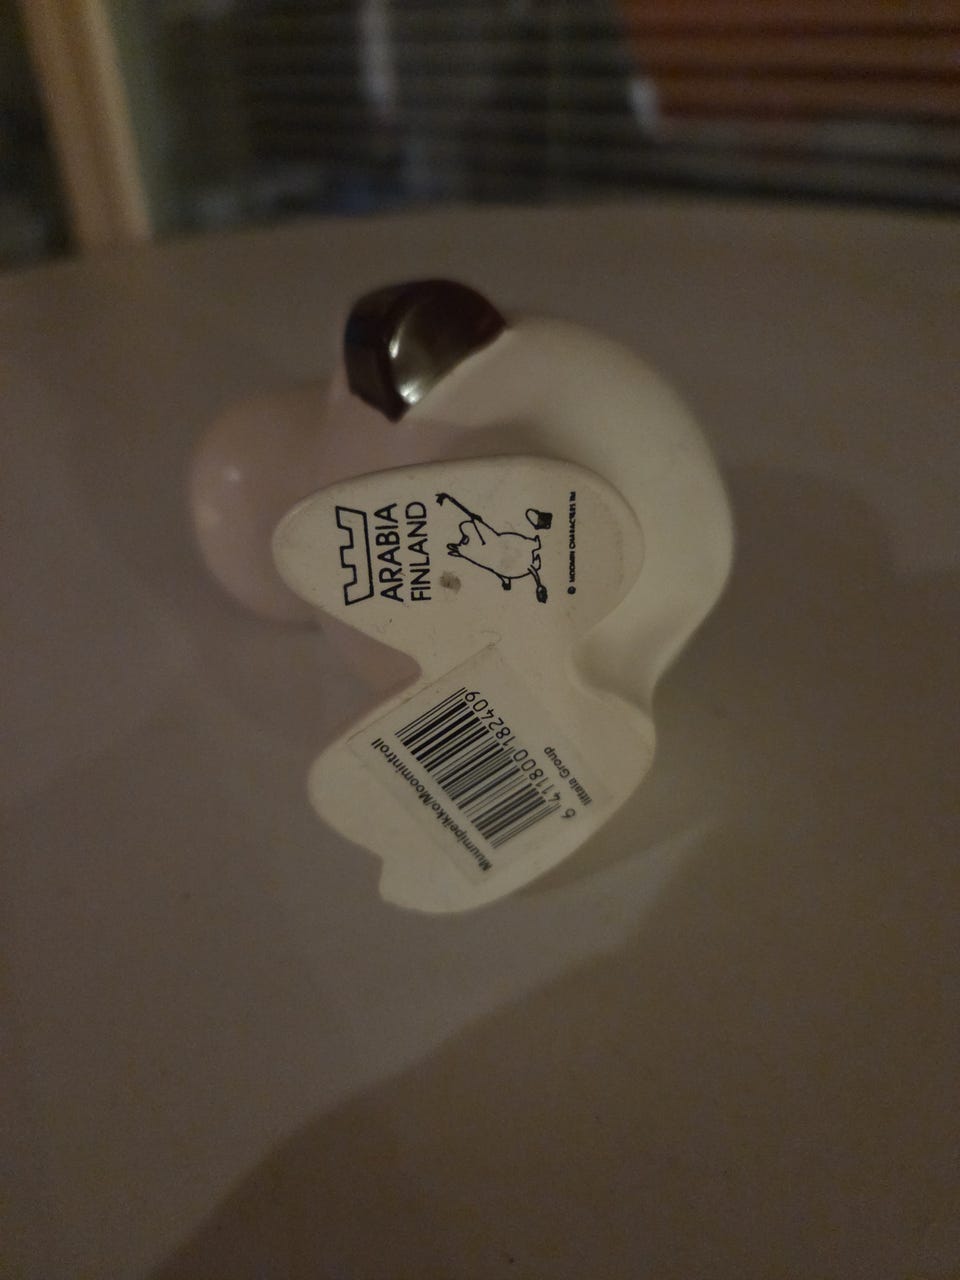 ARABIA
FINLAND
© MOOMIN CHARACTERS TM
Muumipeikko/Moomintroll
6 411800 182409
Iittala Group